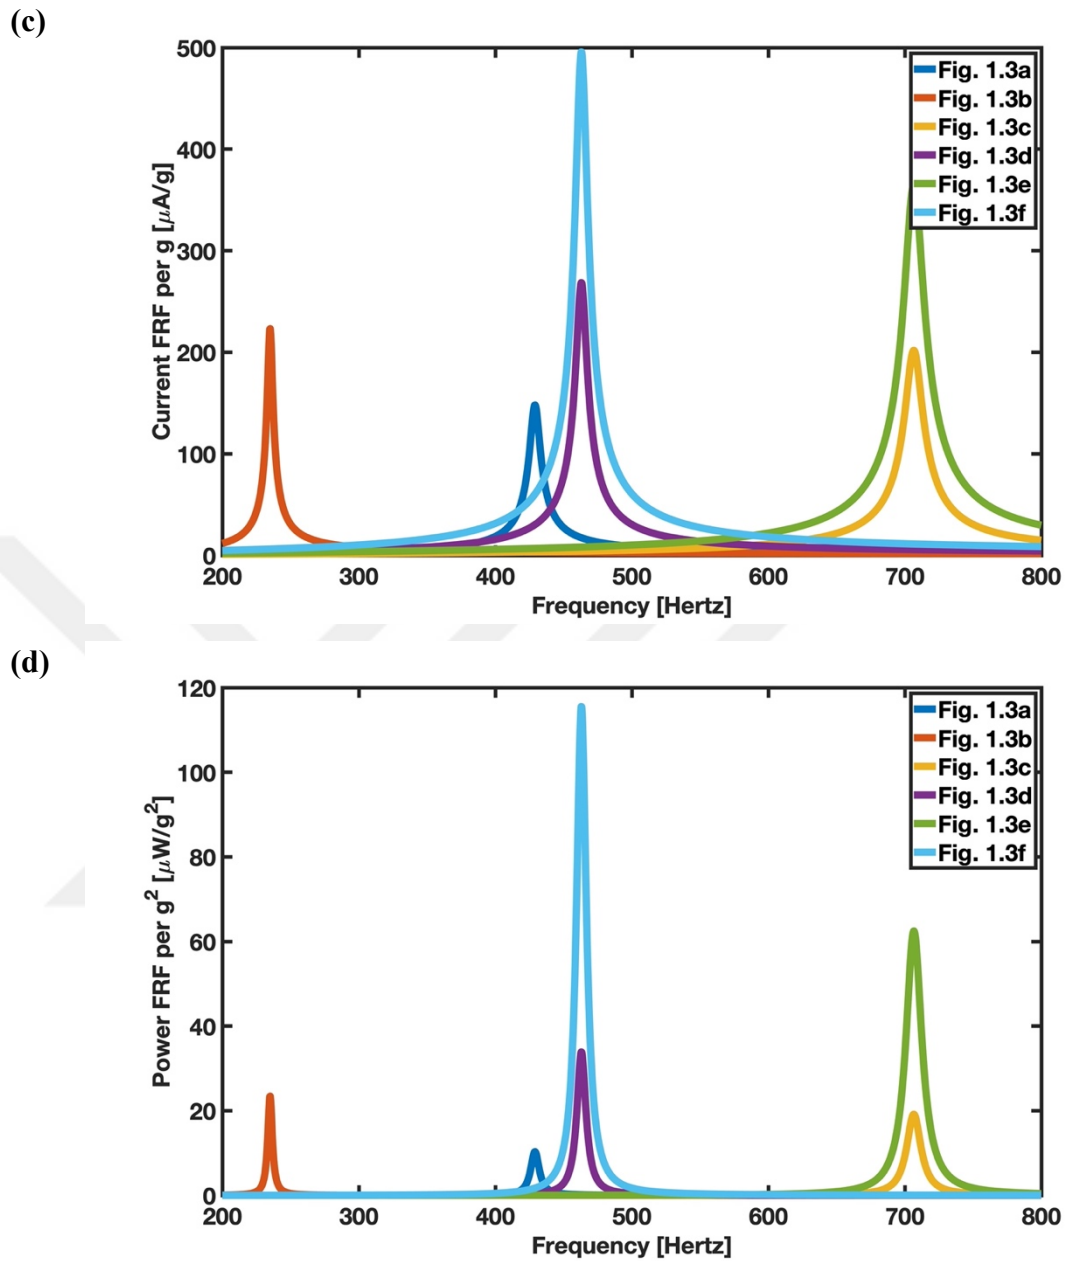 (c)
500
400
300
200
100
0
Current FRF per g [μA/g]
200 300 400 500 600 700 800
Frequency [Hertz]
Fig. 1.3a
Fig. 1.3b
Fig. 1.3c
Fig. 1.3d
Fig. 1.3e
Fig. 1.3f
(d)
120
100
80
60
40
20
0
Power FRF per g² [μW/g²]
200 300 400 500 600 700 800
Frequency [Hertz]
Fig. 1.3a
Fig. 1.3b
Fig. 1.3c
Fig. 1.3d
Fig. 1.3e
Fig. 1.3f